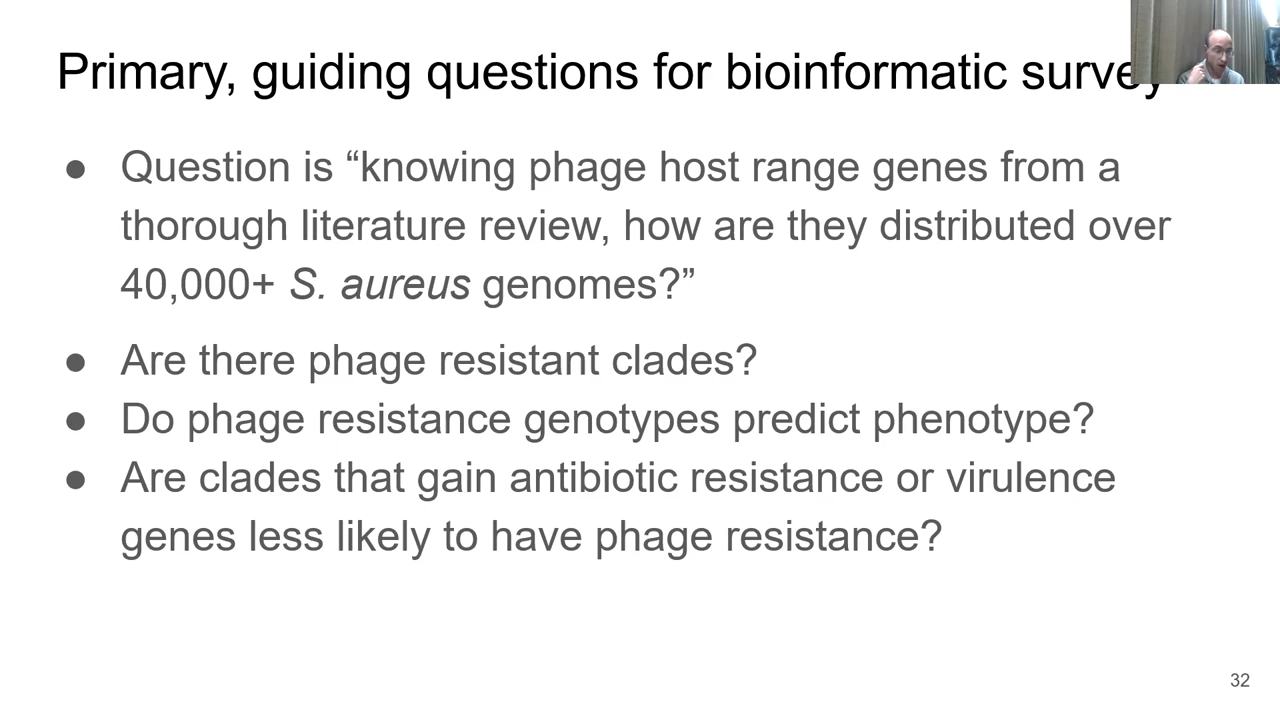 Primary, guiding questions for bioinformatic survey
● Question is “knowing phage host range genes from a
thorough literature review, how are they distributed over
40,000+ S. aureus genomes?”
● Are there phage resistant clades?
● Do phage resistance genotypes predict phenotype?
● Are clades that gain antibiotic resistance or virulence
genes less likely to have phage resistance?
32